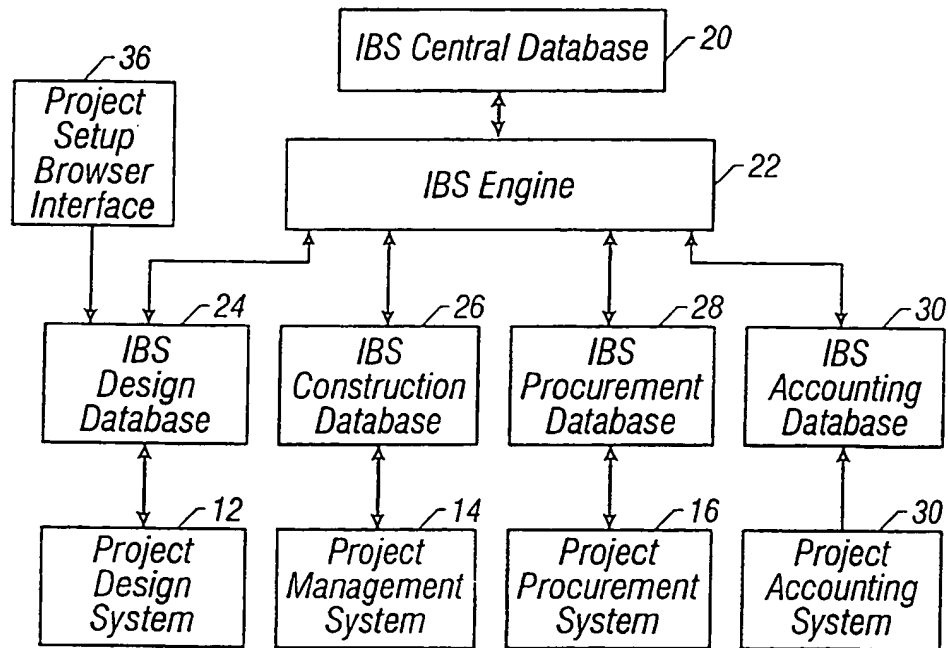 IBS Central Database
20
36
Project
Setup
Browser
Interface
IBS Engine
22
24
IBS
Design
Database
26
IBS
Construction
Database
28
IBS
Procurement
Database
30
IBS
Accounting
Database
12
Project
Design
System
14
Project
Management
System
16
Project
Procurement
System
30
Project
Accounting
System